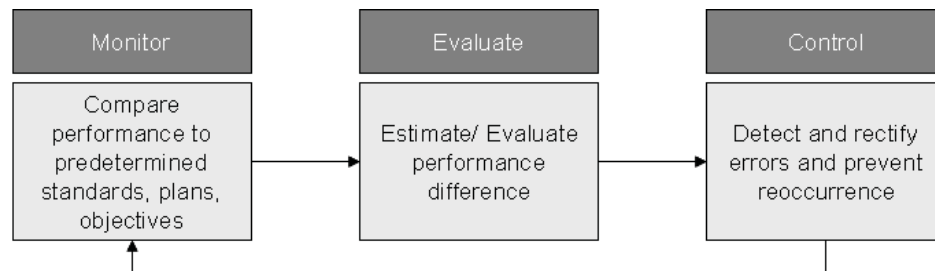 Monitor
Evaluate
Control
Compare
performance to
predetermined
standards, plans,
objectives
Estimate/ Evaluate
performance
difference
Detect and rectify
errors and prevent
reoccurrence